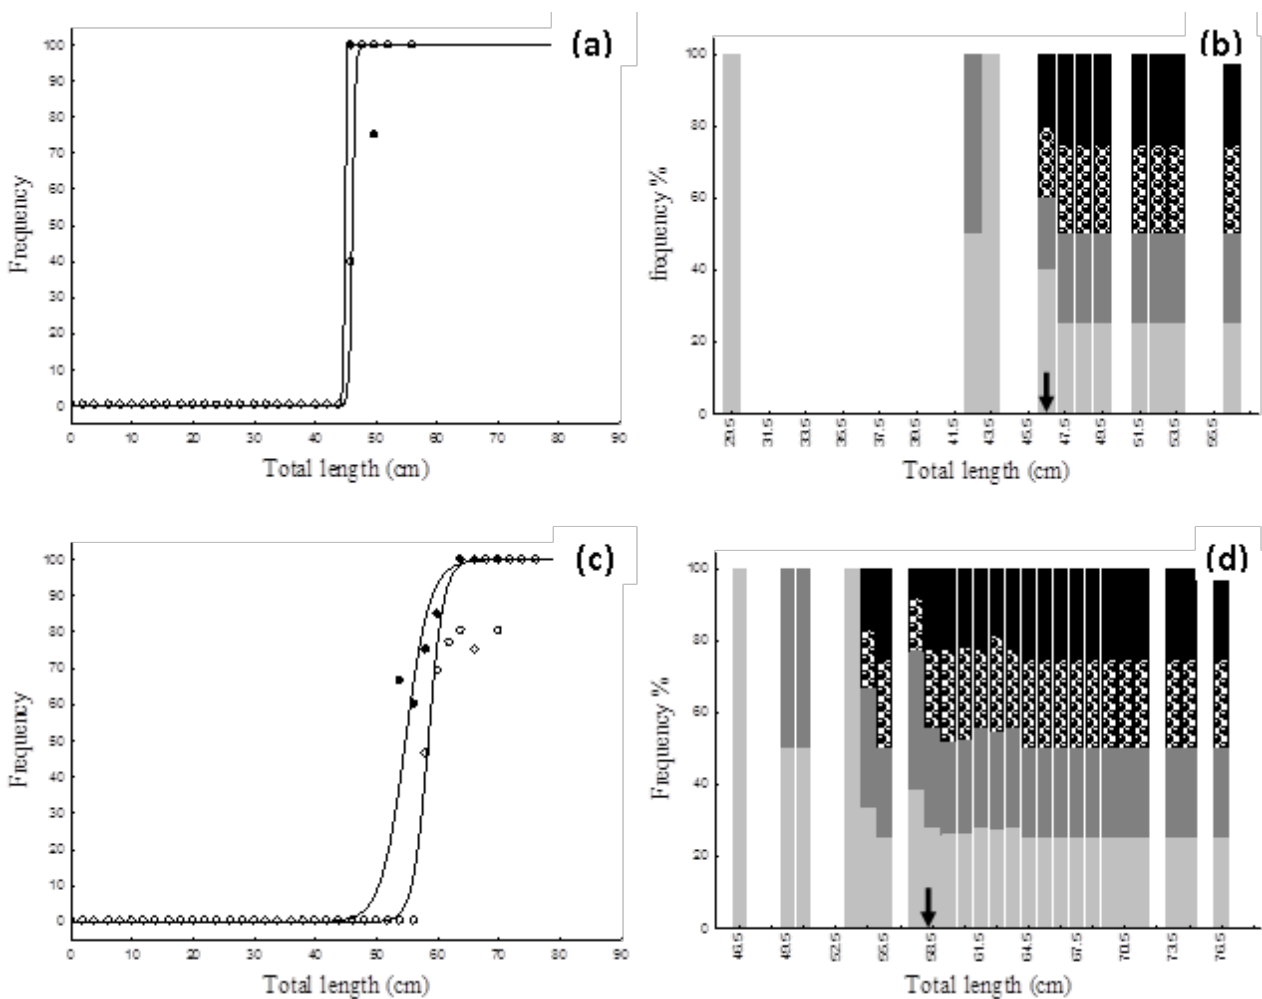 (a)
Frequency
100
90
80
70
60
50
40
30
20
10
0
0 10 20 30 40 50 60 70 80 90
Total length (cm)
(b)
frequency %
100
80
60
40
20
0
29.5 31.5 33.5 35.5 37.5 39.5 41.5 43.5 45.5 47.5 49.5 51.5 53.5 55.5
Total length (cm)
(c)
Frequency
100
90
80
70
60
50
40
30
20
10
0
0 10 20 30 40 50 60 70 80 90
Total length (cm)
(d)
Frequency %
100
80
60
40
20
0
46.5 49.5 52.5 55.5 58.5 61.5 64.5 67.5 70.5 73.5 76.5
Total length (cm)